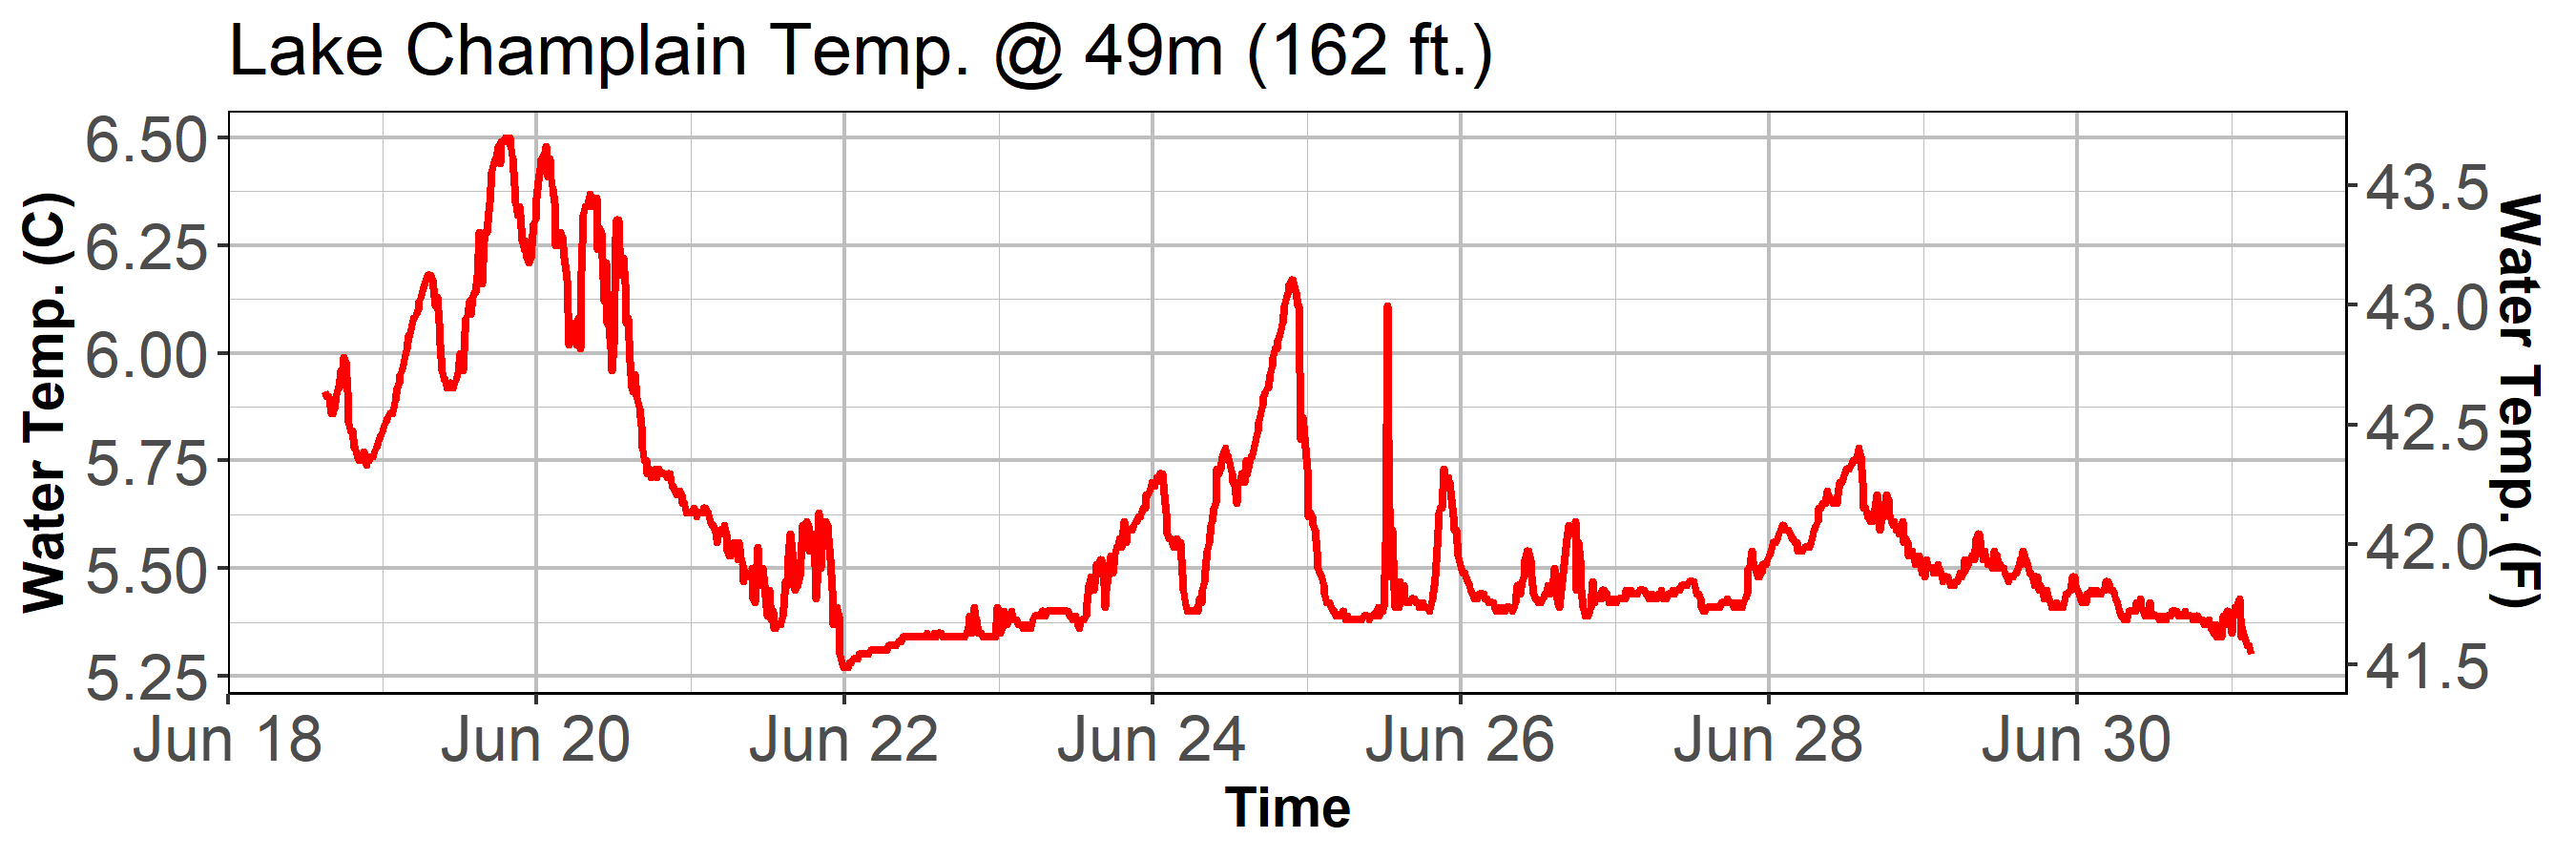 Lake Champlain Temp. @ 49m (162 ft.)
Water Temp. (C)
6.50
6.25
6.00
5.75
5.50
5.25
43.5
43.0
42.5
42.0
41.5
Water Temp. (F)
Jun 18 Jun 20 Jun 22 Jun 24 Jun 26 Jun 28 Jun 30
Time